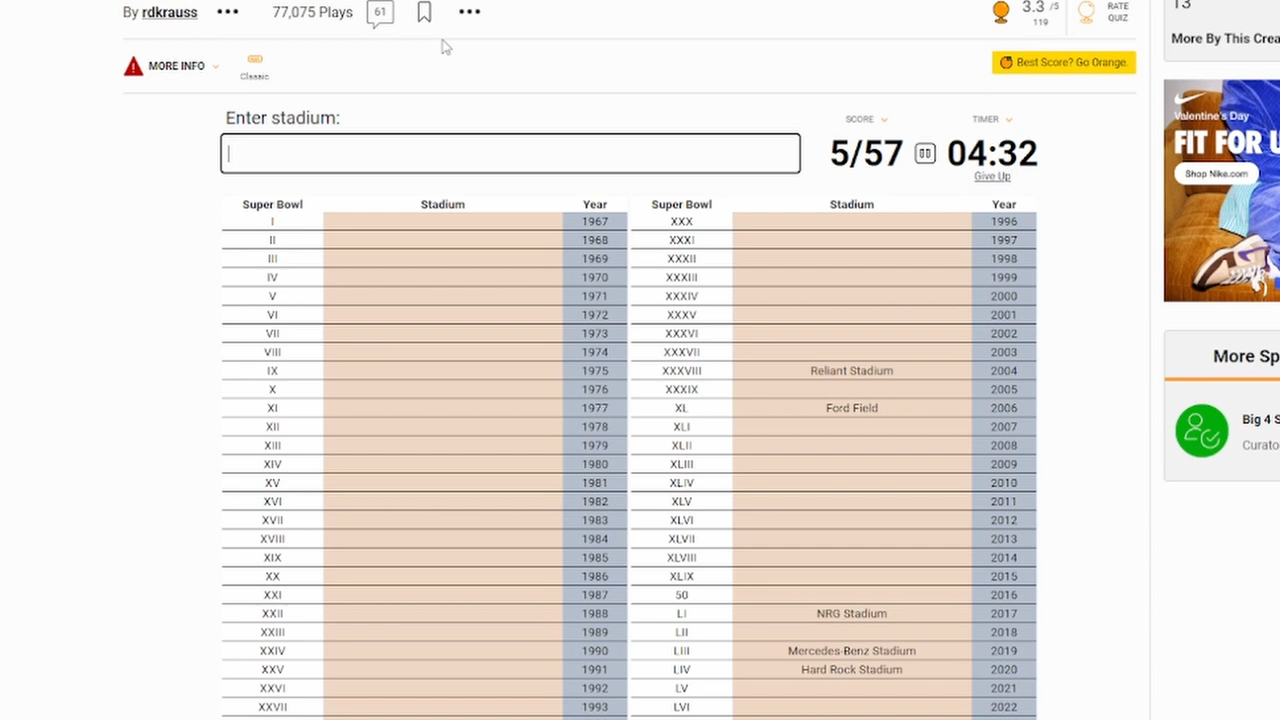 By rdkrauss ••• 77,075 Plays 61 •••
3.3 /5
119
RATE
QUIZ
MORE INFO
Classic
Best Score? Go Orange.
Enter stadium:
SCORE
TIMER
5/57
04:32
Give Up
Super Bowl Stadium Year Super Bowl Stadium Year
I 1967 XXX 1996
II 1968 XXXI 1997
III 1969 XXXII 1998
IV 1970 XXXIII 1999
V 1971 XXXIV 2000
VI 1972 XXXV 2001
VII 1973 XXXVI 2002
VIII 1974 XXXVII 2003
IX 1975 XXXVIII Reliant Stadium 2004
X 1976 XXXIX 2005
XI 1977 XL Ford Field 2006
XII 1978 XLI 2007
XIII 1979 XLII 2008
XIV 1980 XLIII 2009
XV 1981 XLIV 2010
XVI 1982 XLV 2011
XVII 1983 XLVI 2012
XVIII 1984 XLVII 2013
XIX 1985 XLVIII 2014
XX 1986 XLIX 2015
XXI 1987 50 2016
XXII 1988 LI NRG Stadium 2017
XXIII 1989 LII 2018
XXIV 1990 LIII Mercedes-Benz Stadium 2019
XXV 1991 LIV Hard Rock Stadium 2020
XXVI 1992 LV 2021
XXVII 1993 LVI 2022
13
More By This Crea
Valentine's Day
FIT FOR U
Shop Nike.com
More Sp
Big 4 S
Curato